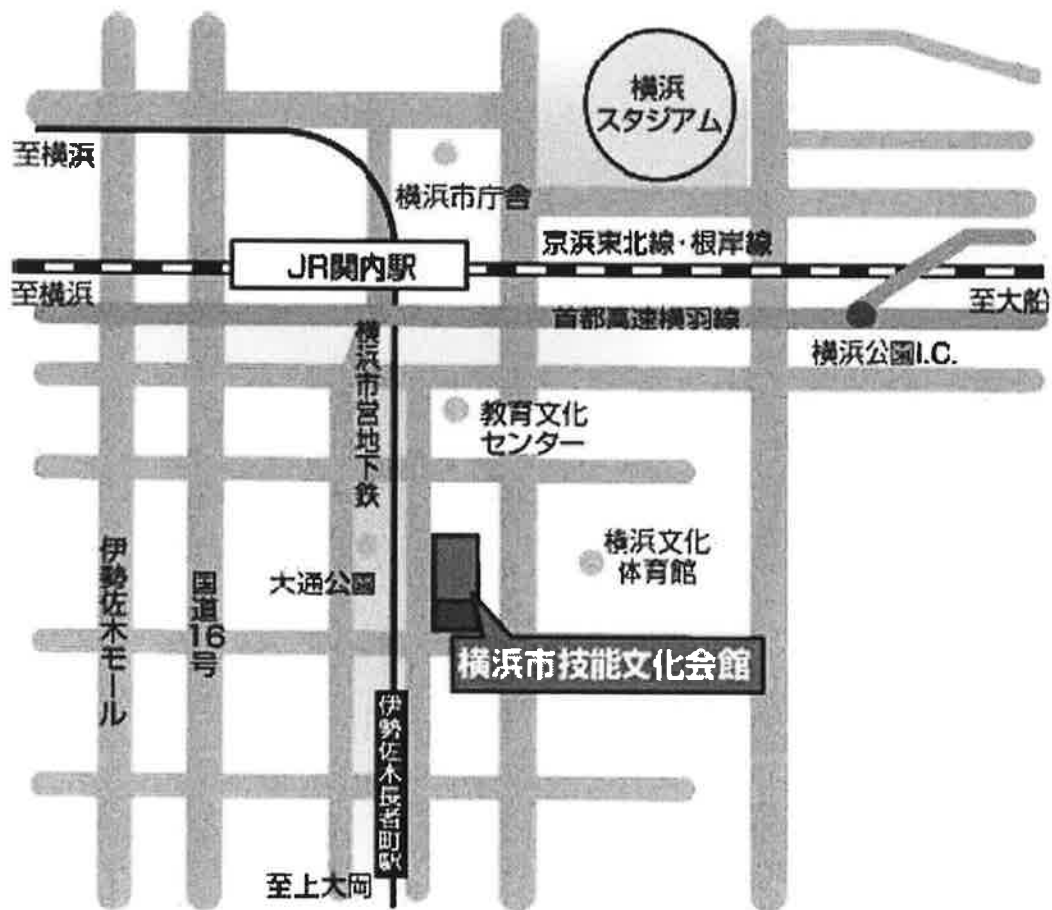 横浜
スタジアム
至横浜
横浜市庁舎
京浜東北線・根岸線
JR関内駅
至横浜
至大船
首都高速横羽線
横浜公園I.C.
横浜市営地下鉄
教育文化
センター
横浜文化
体育館
大通公園
伊勢佐木モール
国道16号
横浜市技能文化会館
伊勢佐木長者町駅
至上大岡